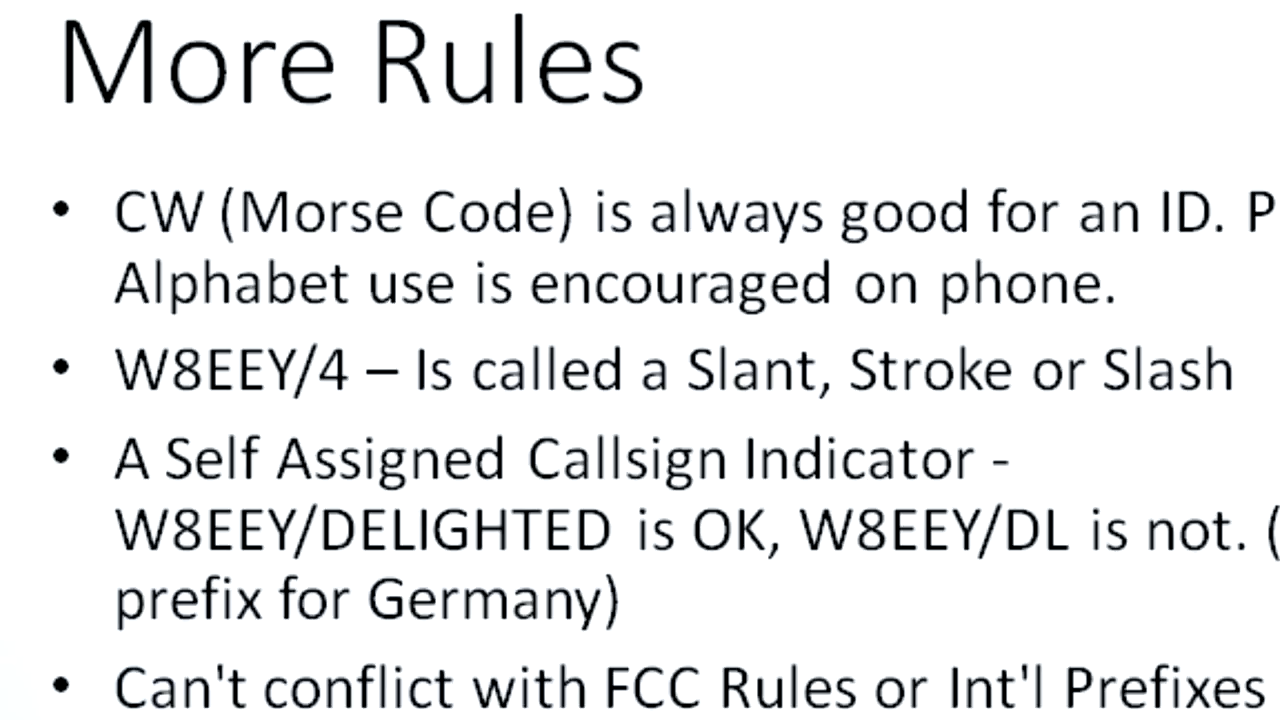 More Rules
• CW (Morse Code) is always good for an ID. P
Alphabet use is encouraged on phone.
• W8EEY/4 – Is called a Slant, Stroke or Slash
• A Self Assigned Callsign Indicator -
W8EEY/DELIGHTED is OK, W8EEY/DL is not. (
prefix for Germany)
• Can't conflict with FCC Rules or Int'l Prefixes